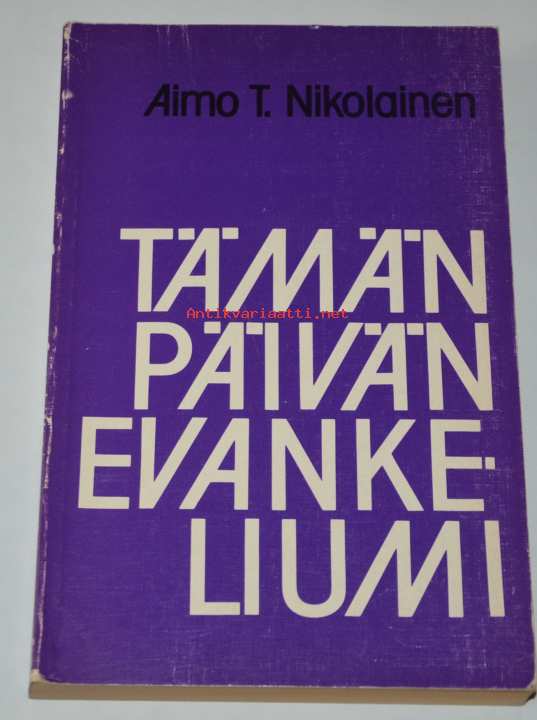 Aimo T. Nikolainen
TÄMÄN
Antikvariaatti.net
PÄIVÄN
EVANKE-
LIUMI